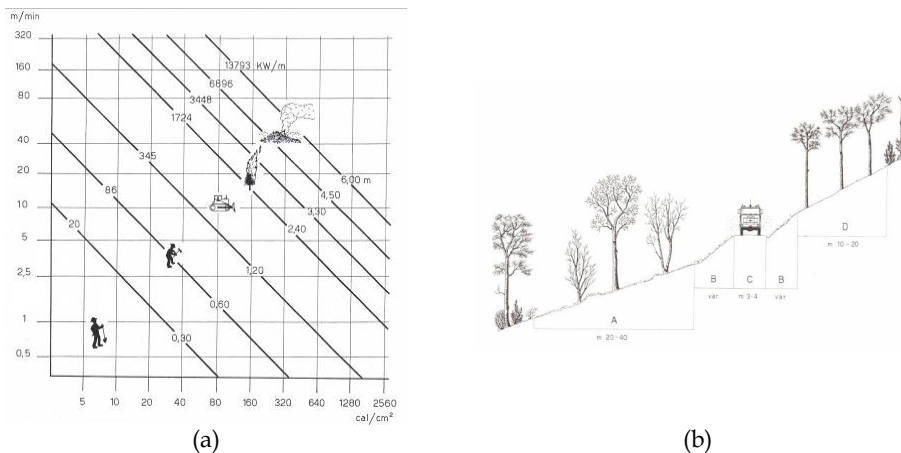 m/min
320
160
80
40
20
10
5
2,5
1
0,5
13793 KW/m
6896
3448
1724
345
86
20
6,00 m
4,50
3,30
2,40
1,20
0,60
0,30
5 10 20 40 80 160 320 640 1280 2560
cal/cm²
(a)
D
m 10-20
B C B
var. m 3-4 var.
A
m 20-40
(b)